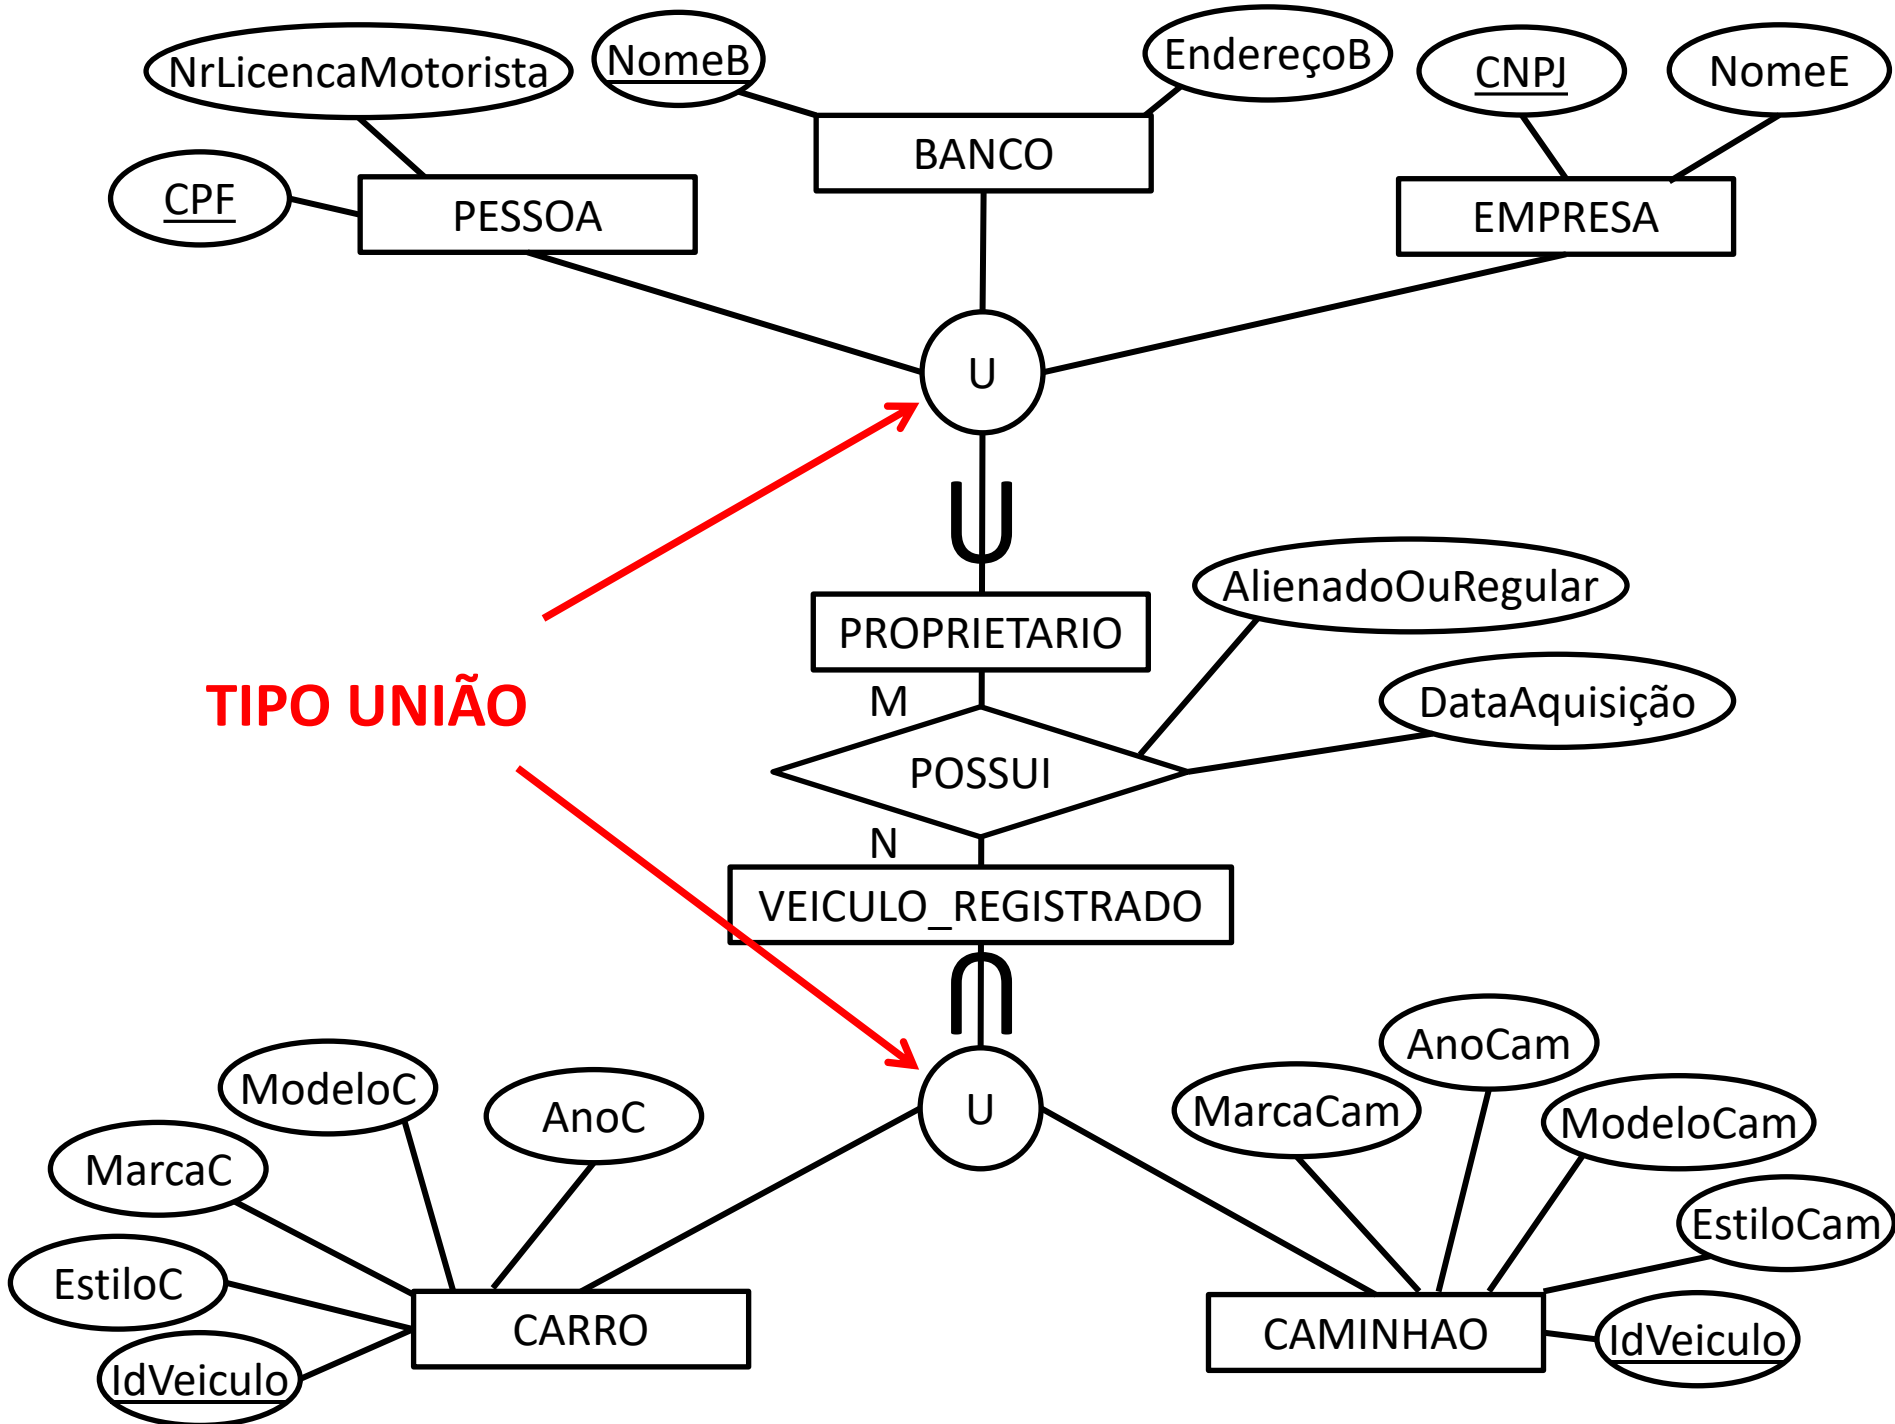 NrLicencaMotorista
NomeB
EndereçoB
CNPJ
NomeE
BANCO
CPF
PESSOA
EMPRESA
U
AlienadoOuRegular
PROPRIETARIO
TIPO UNIÃO
M
DataAquisição
POSSUI
N
VEICULO_REGISTRADO
AnoCam
ModeloC
AnoC
U
MarcaCam
ModeloCam
MarcaC
EstiloCam
EstiloC
CARRO
CAMINHAO
IdVeiculo
IdVeiculo